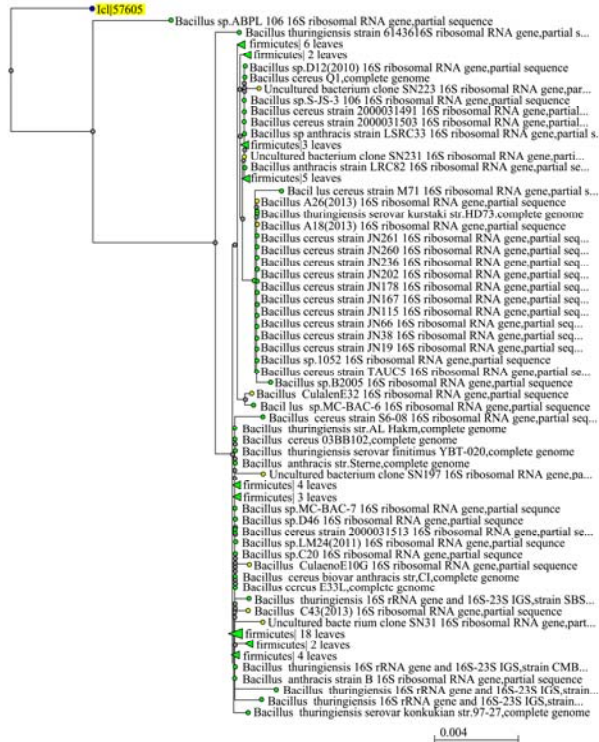 Icl|57605
Bacillus sp.ABPL 106 16S ribosomal RNA gene,partial sequence
Bacillus thuringiensis strain 6143616S ribosomal RNA gene,partial s...
firmicutes| 6 leaves
firmicutes| 2 leaves
Bacillus sp.D12(2010) 16S ribosomal RNA gene,partial sequence
Bacillus cereus Q1,complete genome
Uncultured bacterium clone SN223 16S ribosomal RNA gene,par...
Bacillus sp.S-JS-3 106 16S ribosomal RNA gene,partial sequence
Bacillus cereus strain 2000031491 16S ribosomal RNA gene,partial...
Bacillus cereus strain 2000031503 16S ribosomal RNA gene,partial...
Bacillus sp anthracis strain LSRC33 16S ribosomal RNA gene,partial s..
firmicutes|3 leaves
Uncultured bacterium clone SN231 16S ribosomal RNA gene,parti...
Bacillus anthracis strain LRC82 16S ribosomal RNA gene,partial se...
firmicutes|5 leaves
Bacil lus cereus strain M71 16S ribosomal RNA gene,partial s...
Bacillus A26(2013) 16S ribosomal RNA gene,partial sequence
Bacillus thuringiensis serovar kurstaki str.HD73.complete genome
Bacillus A18(2013) 16S ribosomal RNA gene,partial sequence
Bacillus cereus strain JN261 16S ribosomal RNA gene,partial seq...
Bacillus cereus strain JN260 16S ribosomal RNA gene,partial seq...
Bacillus cereus strain JN236 16S ribosomal RNA gene,partial seq...
Bacillus cereus strain JN202 16S ribosomal RNA gene,partial seq...
Bacillus cereus strain JN178 16S ribosomal RNA gene,partial seq...
Bacillus cereus strain JN167 16S ribosomal RNA gene,partial seq...
Bacillus cereus strain JN115 16S ribosomal RNA gene,partial seq...
Bacillus cereus strain JN66 16S ribosomal RNA gene,partial seq...
Bacillus cereus strain JN38 16S ribosomal RNA gene,partial seq...
Bacillus cereus strain JN19 16S ribosomal RNA gene,partial seq...
Bacillus sp.1052 16S ribosomal RNA gene,partial sequence
Bacillus cereus strain TAUC5 16S ribosomal RNA gene,partial se...
Bacillus sp.B2005 16S ribosomal RNA gene,partial sequence
Bacillus CulalenE32 16S ribosomal RNA gene,partial sequence
Bacil lus sp.MC-BAC-6 16S ribosomal RNA gene,partial sequence
Bacillus cereus strain S6-08 16S ribosomal RNA gene,partial seq...
Bacillus thuringiensis str.AL Hakm,complete genome
Bacillus cereus 03BB102,complete genome
Bacillus thuringiensis serovar finitimus YBT-020,complete genome
Bacillus anthracis str.Sterne,complete genome
Uncultured bacterium clone SN197 16S ribosomal RNA gene,pa...
firmicutes| 4 leaves
firmicutes| 3 leaves
Bacillus sp.MC-BAC-7 16S ribosomal RNA gene,partial sequnce
Bacillus sp.D46 16S ribosomal RNA gene,partial sequnce
Bacillus cereus strain 2000031513 16S ribosomal RNA gene,partial se...
Bacillus sp.LM24(2011) 16S ribosomal RNA gene,partial sequnce
Bacillus sp.C20 16S ribosomal RNA gene,partial sequence
Bacillus CulaenoE10G 16S ribosomal RNA gene,partial sequence
Bacillus cereus biovar anthracis str,CI,complete genome
Bacillus ccrcus E33L,complctc gcnomc
Bacillus thuringiensis 16S rRNA gene and 16S-23S IGS,strain SBS...
Bacillus C43(2013) 16S ribosomal RNA gene,partial sequence
Uncultured bacte rium clone SN31 16S ribosomal RNA gene,part...
firmicutes| 18 leaves
firmicutes| 2 leaves
firmicutes| 4 leaves
Bacillus thuringiensis 16S rRNA gene and 16S-23S IGS,strain CMB...
Bacillus anthracis strain B 16S ribosomal RNA gene,partial sequence
Bacillus thuringiensis 16S rRNA gene and 16S-23S IGS,strain...
Bacillus thuringiensis 16S rRNA gene and 16S-23S IGS,strain...
Bacillus thuringiensis serovar konkukian str.97-27,complete genome
0.004